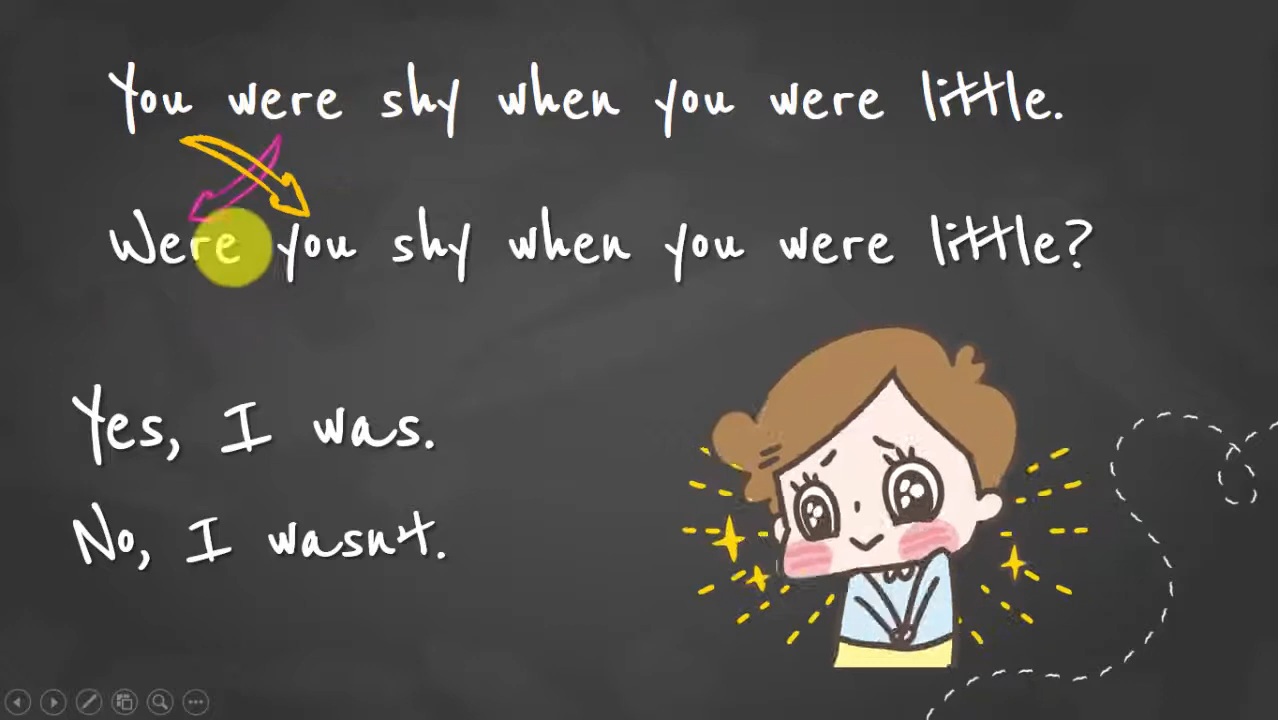 You were shy when you were little.
Were you shy when you were little?
Yes, I was.
No, I wasn't.